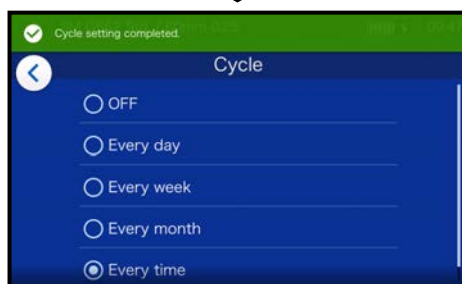 Cycle setting completed.
Cycle
OFF
Every day
Every week
Every month
Every time